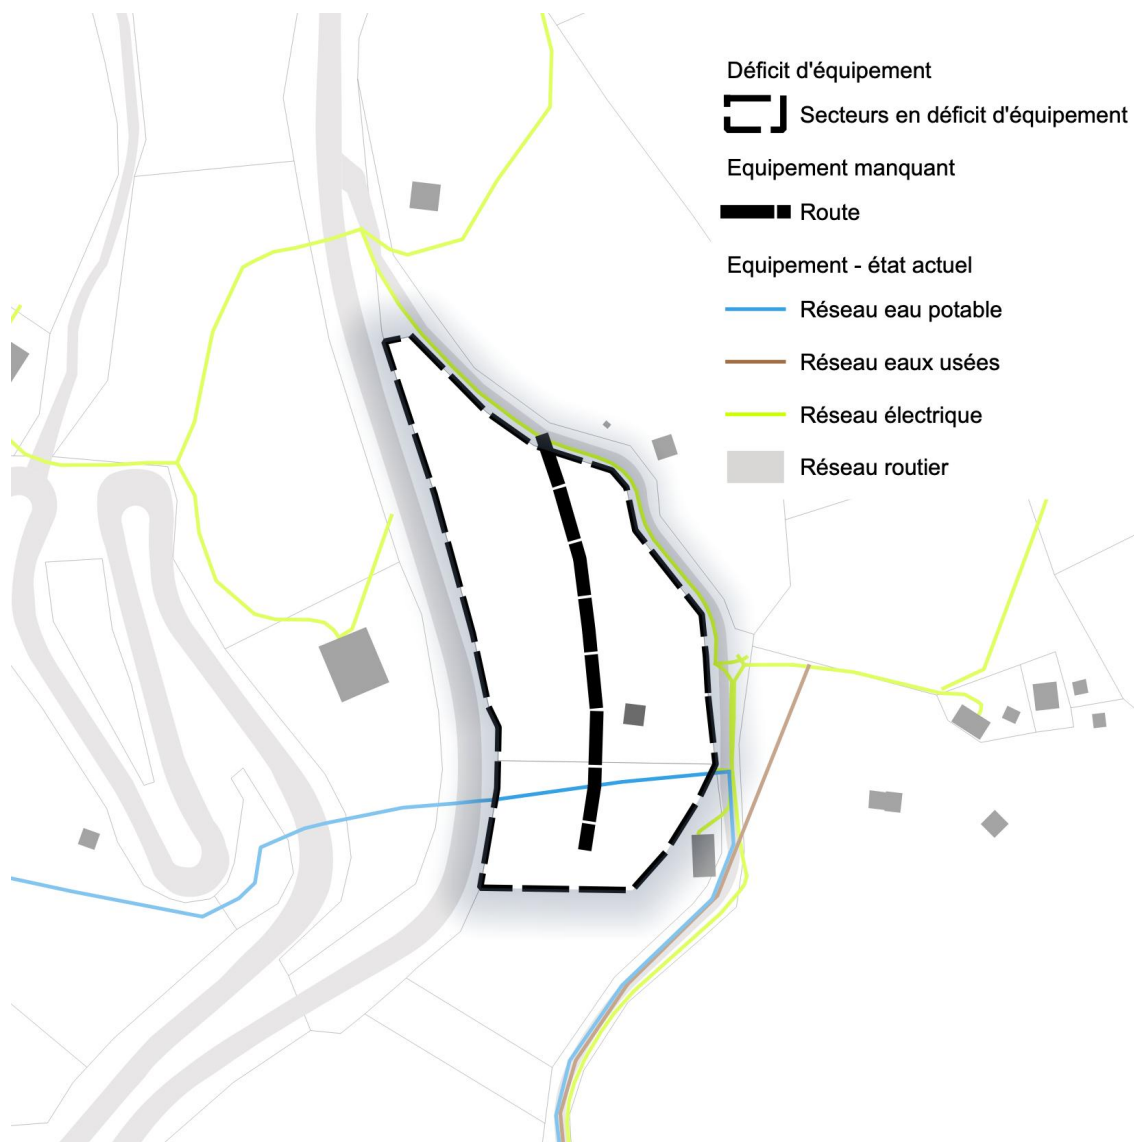 Déficit d'équipement
Secteurs en déficit d'équipement
Equipement manquant
Route
Equipement - état actuel
Réseau eau potable
Réseau eaux usées
Réseau électrique
Réseau routier